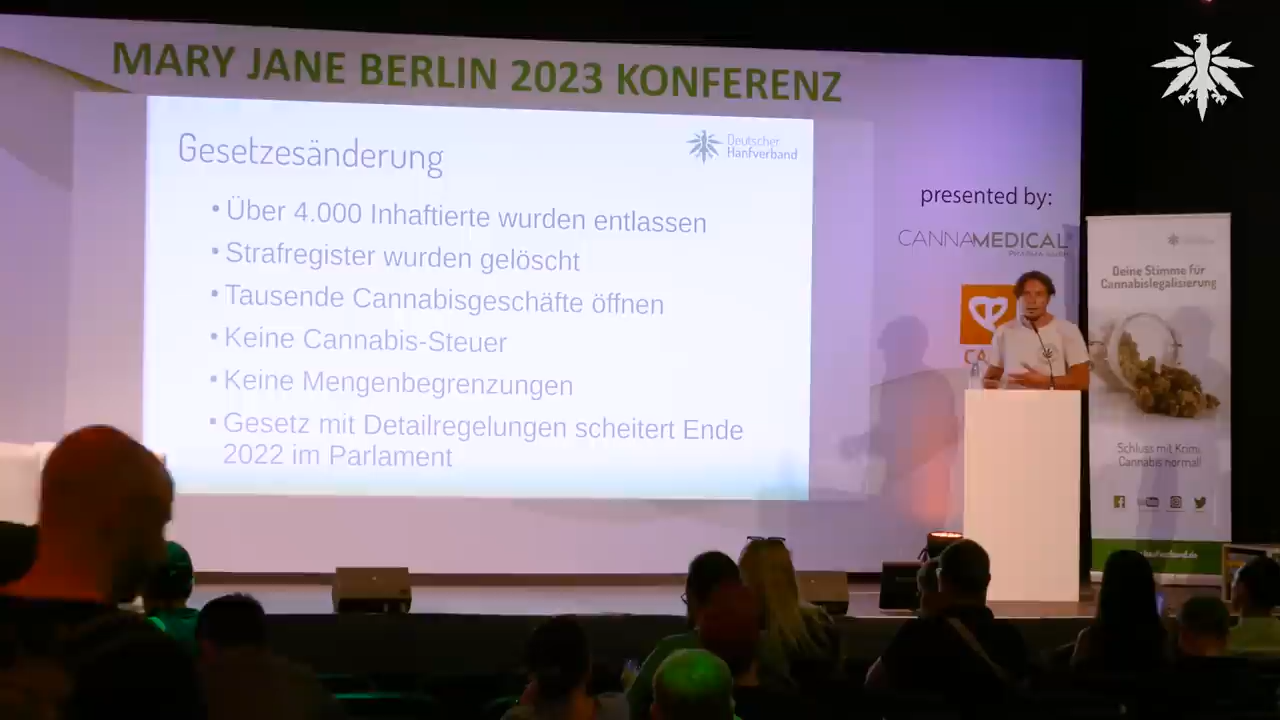 MARY JANE BERLIN 2023 KONFERENZ
Gesetzesänderung
Deutscher
Hanfverband
• Über 4.000 Inhaftierte wurden entlassen
• Strafregister wurden gelöscht
• Tausende Cannabisgeschäfte öffnen
• Keine Cannabis-Steuer
• Keine Mengenbegrenzungen
• Gesetz mit Detailregelungen scheitert Ende
2022 im Parlament
presented by:
CANNAMEDICAL
CA
Deine Stimme für
Cannabislegalisierung
Schluss mit Krimi.
Cannabis normal!